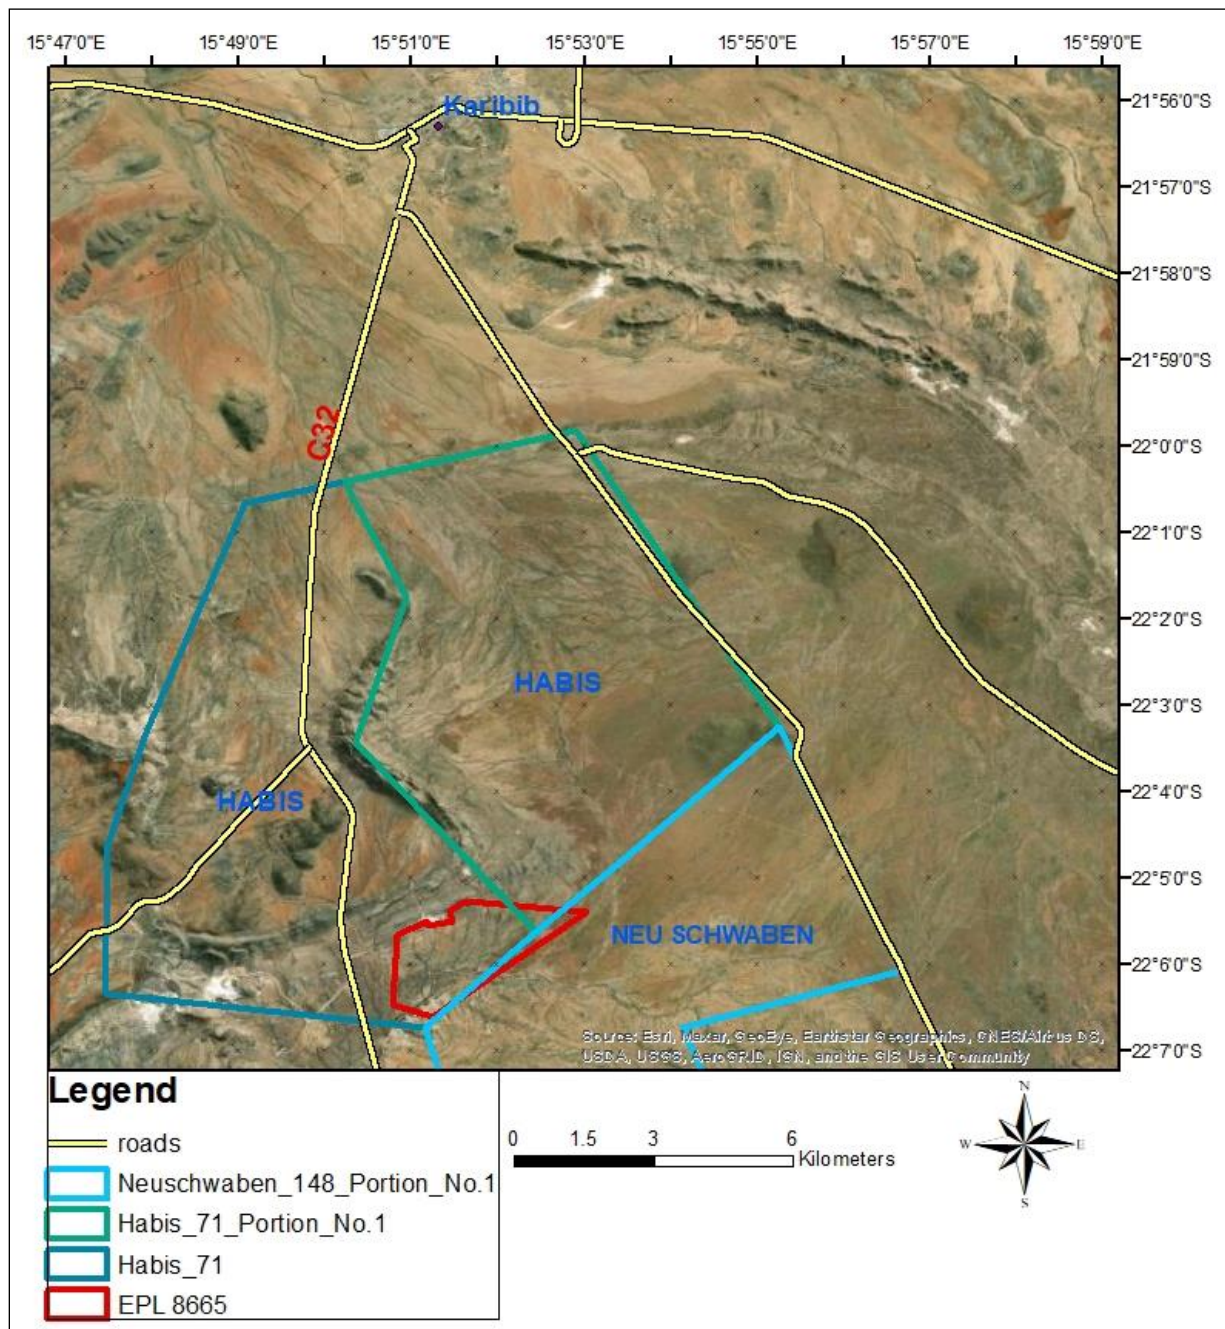 15°47'0"E 15°49'0"E 15°51'0"E 15°53'0"E 15°55'0"E 15°57'0"E 15°59'0"E
Karibib
21°56'0"S
21°57'0"S
21°58'0"S
21°59'0"S
C32
22°0'0"S
22°1'0"S
22°2'0"S
HABIS
22°3'0"S
HABIS
22°4'0"S
22°5'0"S
NEU SCHWABEN
22°6'0"S
Source: Esri, Maxar, GeoEye, Earthstar Geographics, CNES/Airbus DS,
USDA, USGS, AeroGRID, IGN, and the GIS User Community
22°7'0"S
Legend
roads
Neuschwaben_148_Portion_No.1
Habis_71_Portion_No.1
Habis_71
EPL 8665
0 1.5 3 6
Kilometers
N
W E
S